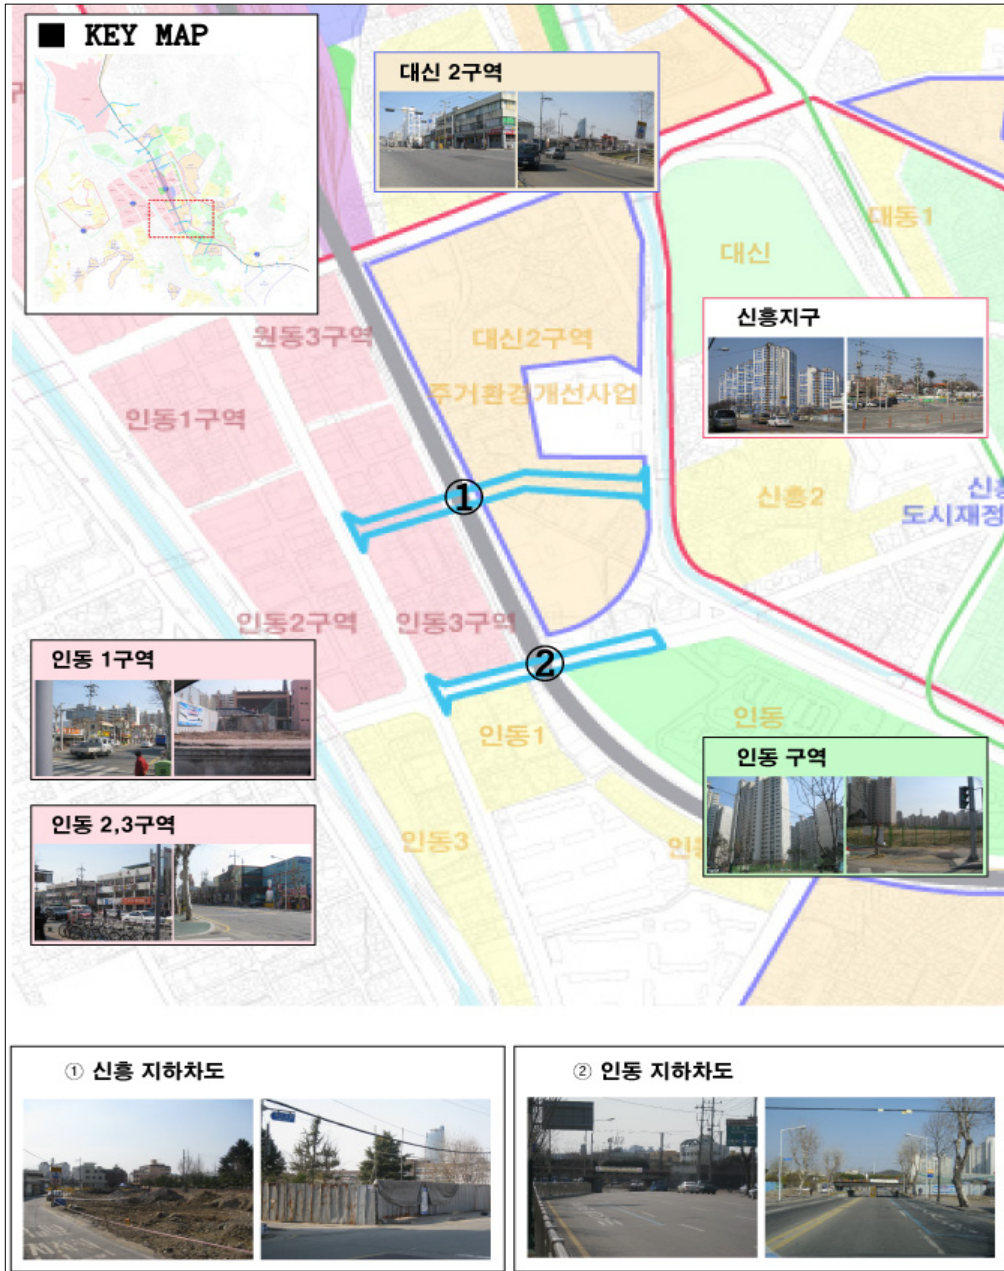 ■ KEY MAP
대신 2구역
대동1
대신
신흥지구
원동3구역
대신2구역
주거환경개선사업
인동1구역
①
신흥2
도시재정
인동2구역
인동3구역
②
인동 1구역
인동1
인동
인동 구역
인동 2,3구역
인동3
① 신흥 지하차도
② 인동 지하차도